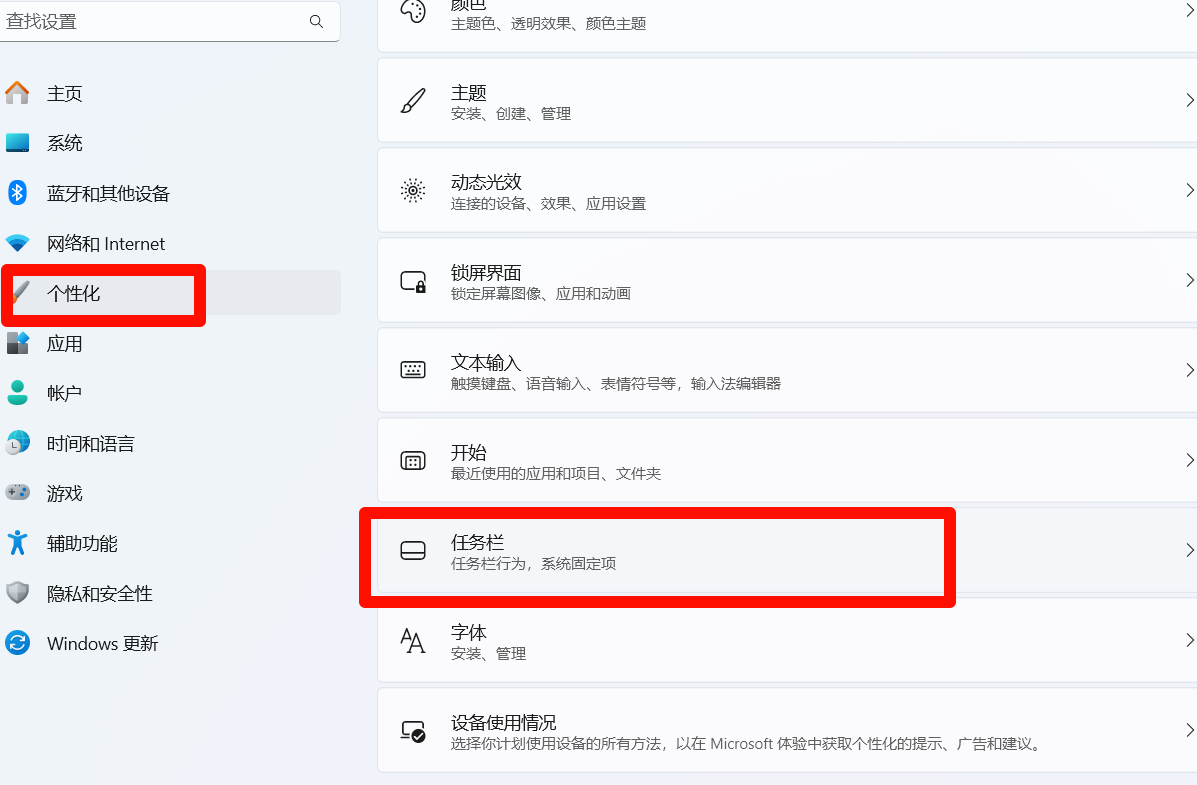 查找设置
主页
系统
蓝牙和其他设备
网络和 Internet
个性化
应用
帐户
时间和语言
游戏
辅助功能
隐私和安全性
Windows 更新
颜色
主题色、透明效果、颜色主题
主题
安装、创建、管理
动态光效
连接的设备、效果、应用设置
锁屏界面
锁定屏幕图像、应用和动画
文本输入
触摸键盘、语音输入、表情符号等，输入法编辑器
开始
最近使用的应用和项目、文件夹
任务栏
任务栏行为，系统固定项
字体
安装、管理
设备使用情况
选择你计划使用设备的所有方法，以在 Microsoft 体验中获取个性化的提示、广告和建议。